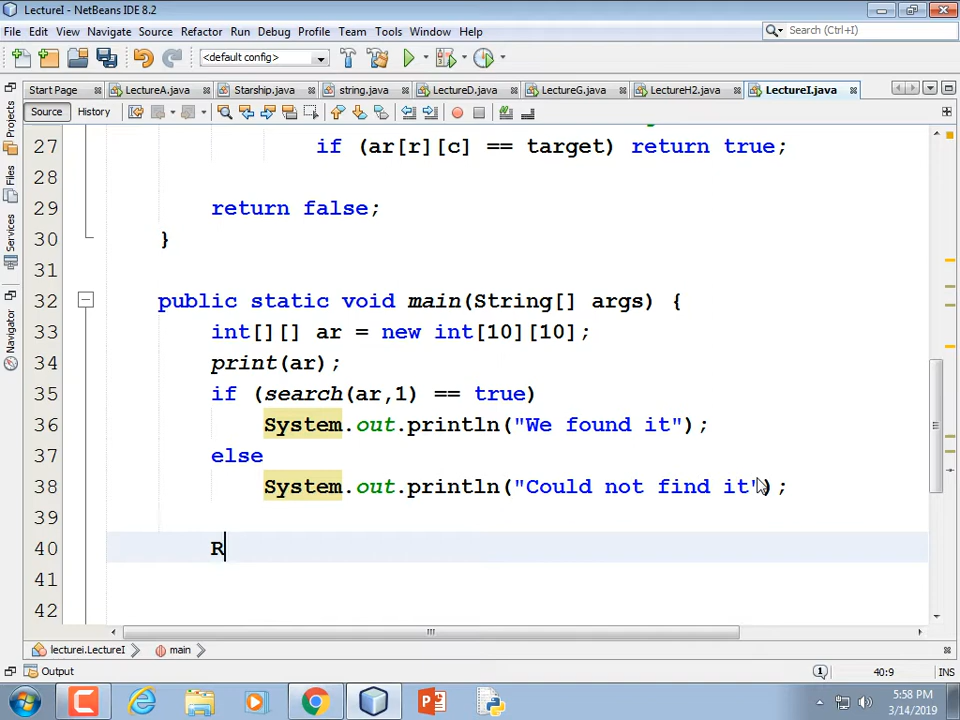 LectureI - NetBeans IDE 8.2
File Edit View Navigate Source Refactor Run Debug Profile Team Tools Window Help
Search (Ctrl+I)
<default config>
Start Page LectureA.java Starship.java string.java LectureD.java LectureG.java LectureH2.java LectureI.java
Source History
Projects
Files
Services
Navigator
27 if (ar[r][c] == target) return true;
28
29 return false;
30 }
31
32 public static void main(String[] args) {
33 int[][] ar = new int[10][10];
34 print(ar);
35 if (search(ar,1) == true)
36 System.out.println("We found it");
37 else
38 System.out.println("Could not find it");
39
40 R
41
42
lecturei.LectureI main
Output 1 40:9 INS
5:58 PM
3/14/2019